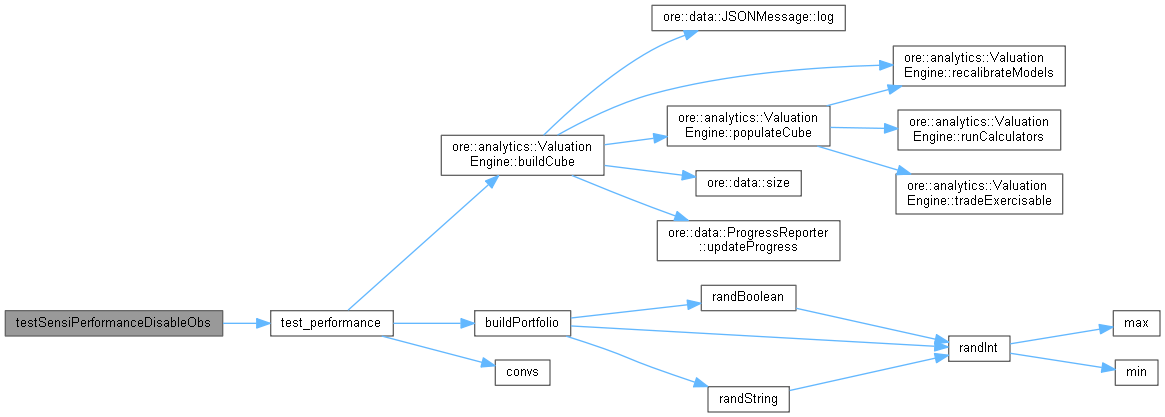 ore::data::JSONMessage::log
ore::analytics::Valuation
Engine::recalibrateModels
ore::analytics::Valuation
Engine::populateCube
ore::analytics::Valuation
Engine::runCalculators
ore::analytics::Valuation
Engine::buildCube
ore::data::size
ore::analytics::Valuation
Engine::tradeExercisable
ore::data::ProgressReporter
::updateProgress
testSensiPerformanceDisableObs
test_performance
buildPortfolio
randBoolean
randInt
max
min
convs
randString